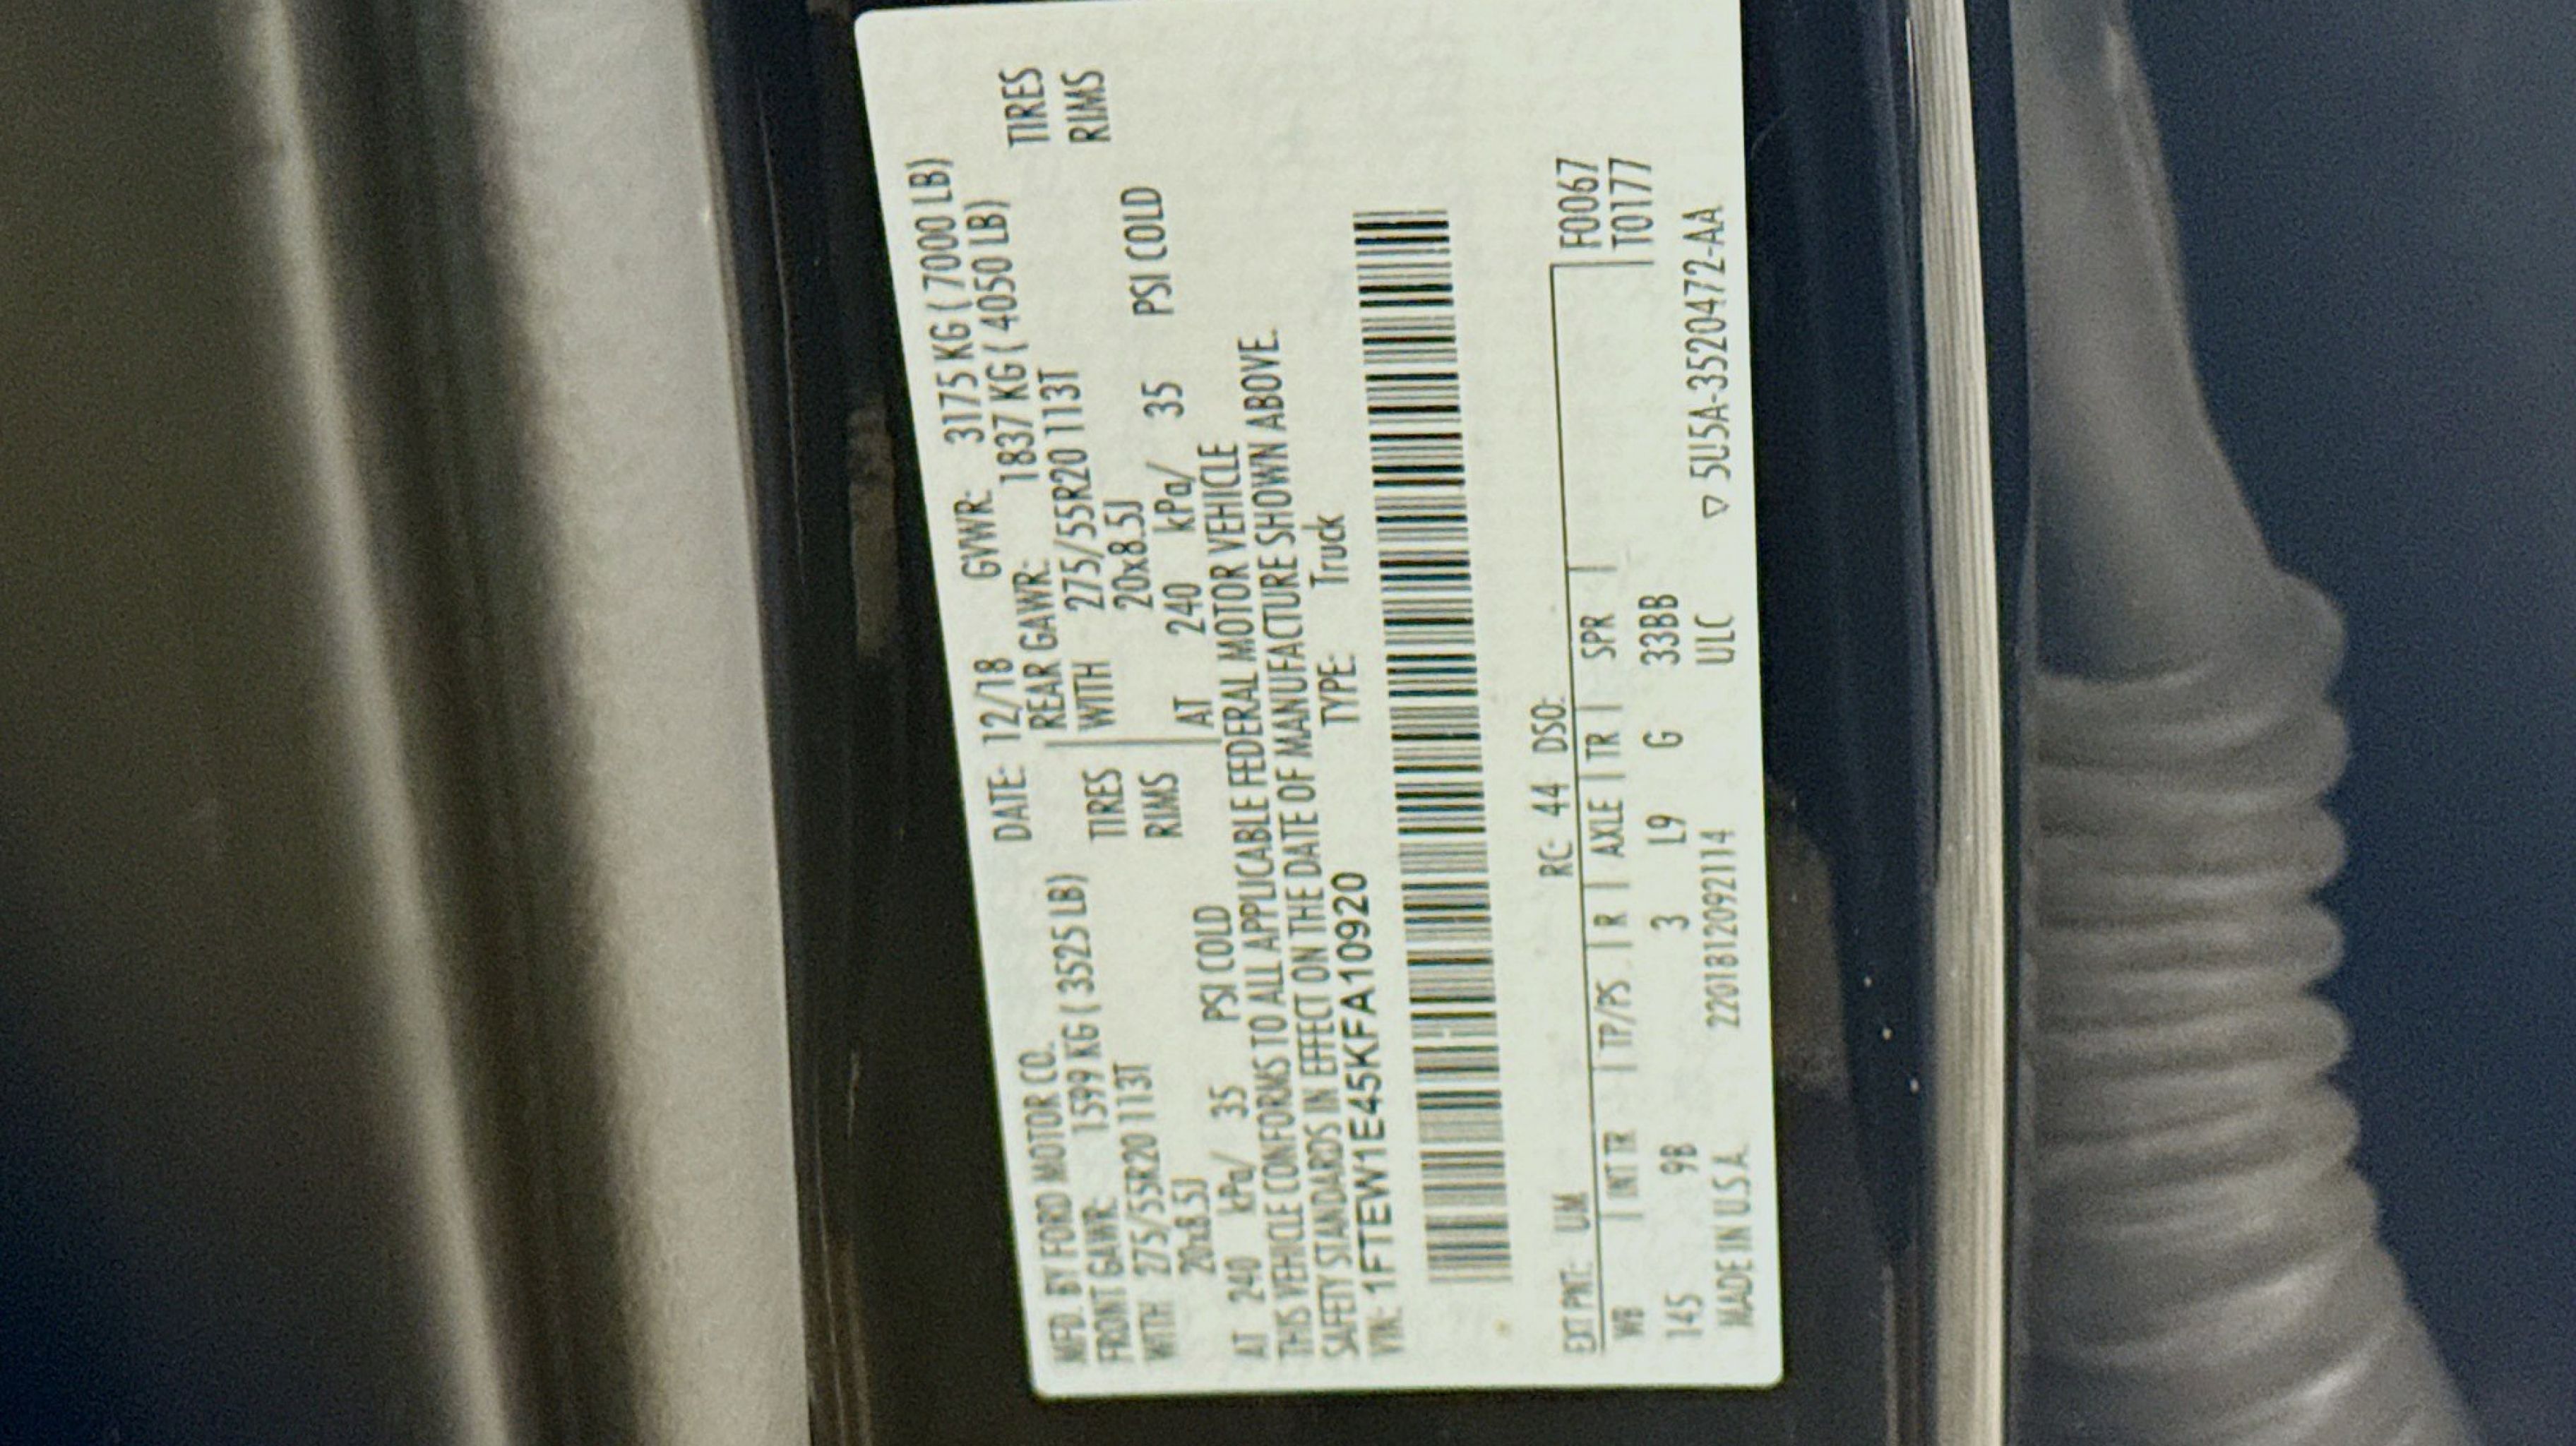 MFD. BY FORD MOTOR CO. DATE: 12/18 GVWR: 3175 KG ( 7000 LB)
FRONT GAWR: 1599 KG ( 3525 LB) REAR GAWR: 1837 KG ( 4050 LB)
WITH 275/55R20 113T TIRES WITH 275/55R20 113T TIRES
20x8.5J RIMS 20x8.5J RIMS
AT 240 kPa/ 35 PSI COLD AT 240 kPa/ 35 PSI COLD
THIS VEHICLE CONFORMS TO ALL APPLICABLE FEDERAL MOTOR VEHICLE
SAFETY STANDARDS IN EFFECT ON THE DATE OF MANUFACTURE SHOWN ABOVE.
VIN: 1FTEW1E45KFA10920 TYPE: Truck
EXT PNT: UM RC: 44 DSO: F0067
WB | INT TR | TP/PS | R | AXLE | TR | SPR | T0177
145 9B 3 L9 G 33BB
MADE IN U.S.A. 2201812092114 ULC ▽ 5U5A-3520472-AA